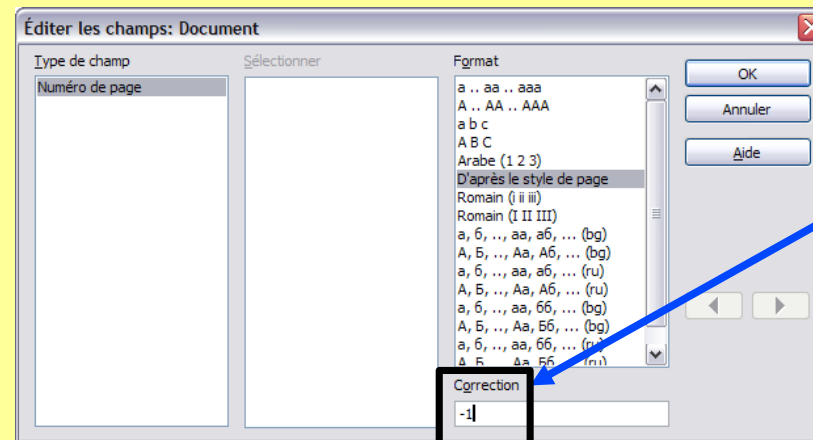 Éditer les champs: Document
Type de champ
Numéro de page
Sélectionner
Format
a .. aa .. aaa
A .. AA .. AAA
a b c
A B C
Arabe (1 2 3)
D'après le style de page
Romain (i ii iii)
Romain (I II III)
а, б, .., аа, аб, ... (bg)
А, Б, .., Аа, Аб, ... (bg)
а, б, .., аа, аб, ... (ru)
А, Б, .., Аа, Аб, ... (ru)
а, б, .., аа, бб, ... (bg)
А, Б, .., Аа, Бб, ... (bg)
а, б, .., аа, бб, ... (ru)
А, Б, .., Аа, Бб, ... (ru)
Correction
-1
OK
Annuler
Aide